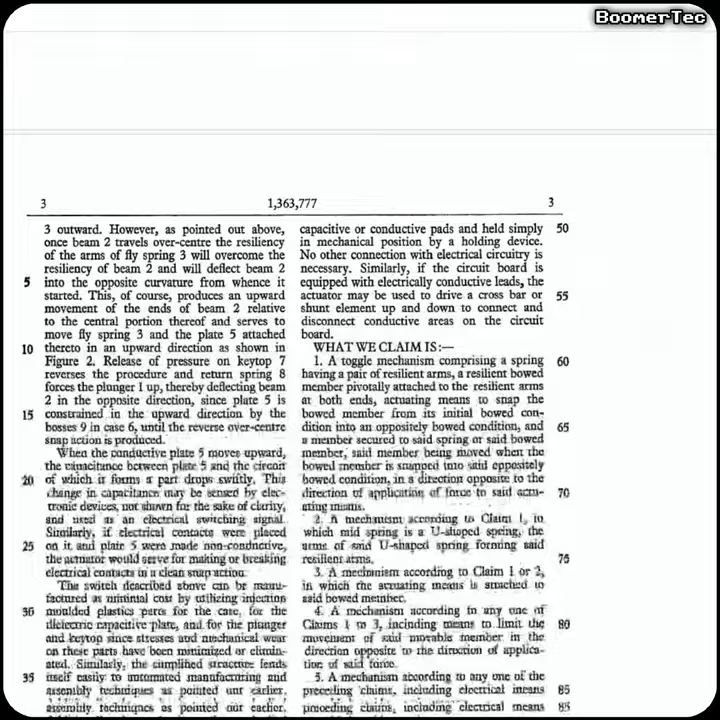 BoomerTec
3 1,363,777 3
3 outward. However, as pointed out above,
once beam 2 travels over-centre the resiliency
of the arms of fly spring 3 will overcome the
resiliency of beam 2 and will deflect beam 2
5 into the opposite curvature from whence it
started. This, of course, produces an upward
movement of the ends of beam 2 relative
to the central portion thereof and serves to
move fly spring 3 and the plate 5 attached
10 thereto in an upward direction as shown in
Figure 2. Release of pressure on keytop 7
reverses the procedure and return spring 8
forces the plunger 1 up, thereby deflecting beam
2 in the opposite direction, since plate 5 is
15 constrained in the upward direction by the
bosses 9 in case 6, until the reverse over-centre
snap action is produced.
When the conductive plate 5 moves upward,
the capacitance between plate 5 and the circuit
20 of which it forms a part drops swiftly. This
change in capacitance may be sensed by elec-
tronic devices, not shown for the sake of clarity,
and used as an electrical switching signal.
Similarly, if electrical contacts were placed
25 on it and plate 5 were made non-conductive,
the actuator would serve for making or breaking
electrical contacts in a clean snap action.
The switch described above can be manu-
factured at minimal cost by utilizing injection
30 moulded plastics parts for the case, for the
dielectric capacitive plate, and for the plunger
and keytop since stresses and mechanical wear
on these parts have been minimized or elimin-
ated. Similarly, the simplified structure lends
35 itself easily to automated manufacturing and
assembly techniques as pointed out earlier.
assembly techniques as pointed out earlier.
capacitive or conductive pads and held simply 50
in mechanical position by a holding device.
No other connection with electrical circuitry is
necessary. Similarly, if the circuit board is
equipped with electrically conductive leads, the
actuator may be used to drive a cross bar or 55
shunt element up and down to connect and
disconnect conductive areas on the circuit
board.
WHAT WE CLAIM IS:—
1. A toggle mechanism comprising a spring 60
having a pair of resilient arms, a resilient bowed
member pivotally attached to the resilient arms
at both ends, actuating means to snap the
bowed member from its initial bowed con-
dition into an oppositely bowed condition, and 65
a member secured to said spring or said bowed
member, said member being moved when the
bowed member is snapped into said oppositely
bowed condition, in a direction opposite to the
direction of application of force to said actu- 70
ating means.
2. A mechanism according to Claim 1, in
which mid spring is a U-shaped spring, the
arms of said U-shaped spring forming said
resilient arms. 75
3. A mechanism according to Claim 1 or 2,
in which the actuating means is attached to
said bowed member.
4. A mechanism according to any one of
Claims 1 to 3, including means to limit the 80
movement of said movable member in the
direction opposite to the direction of applica-
tion of said force.
5. A mechanism according to any one of the
preceding claims, including electrical means 85
preceding claims, including electrical means 85